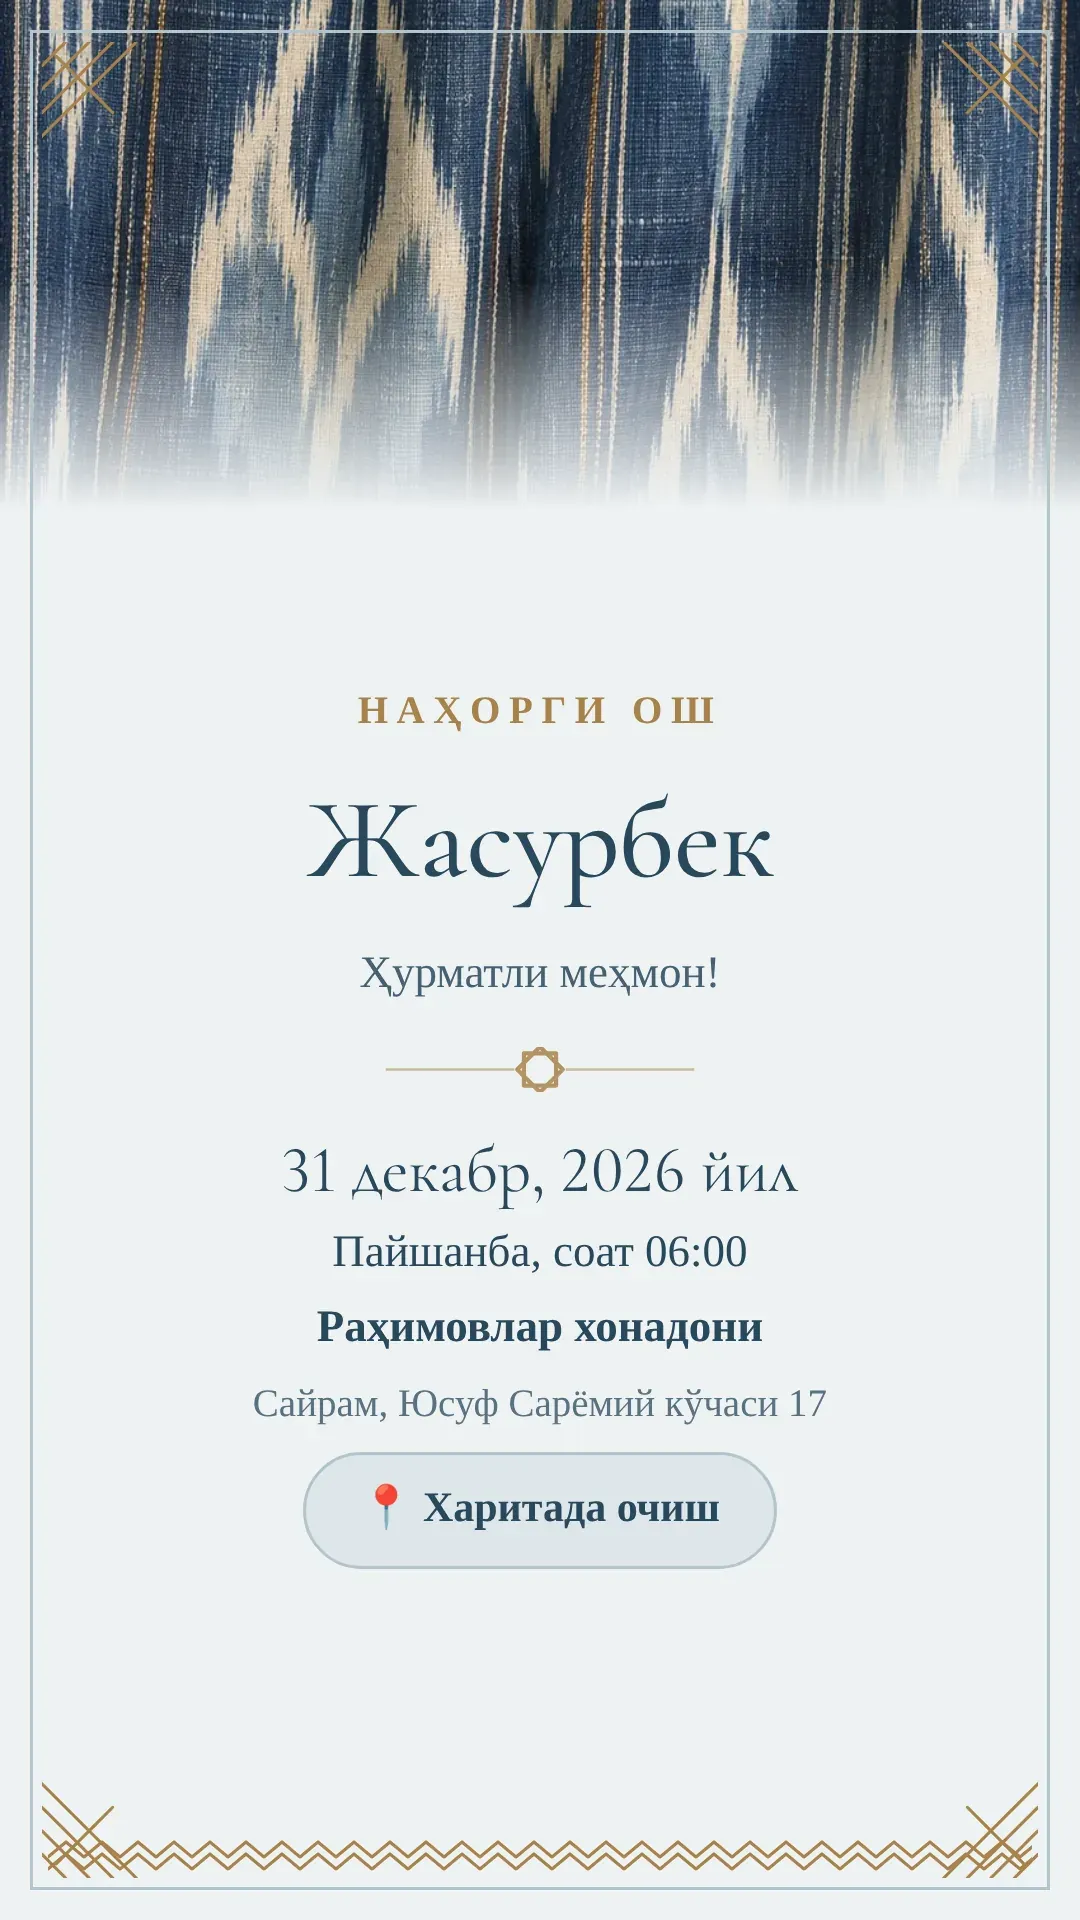 НАҲОРГИ ОШ
Жасурбек
Ҳурматли меҳмон!
31 декабр, 2026 йил
Пайшанба, соат 06:00
Раҳимовлар хонадони
Сайрам, Юсуф Сарёмий кўчаси 17
📍 Харитада очиш